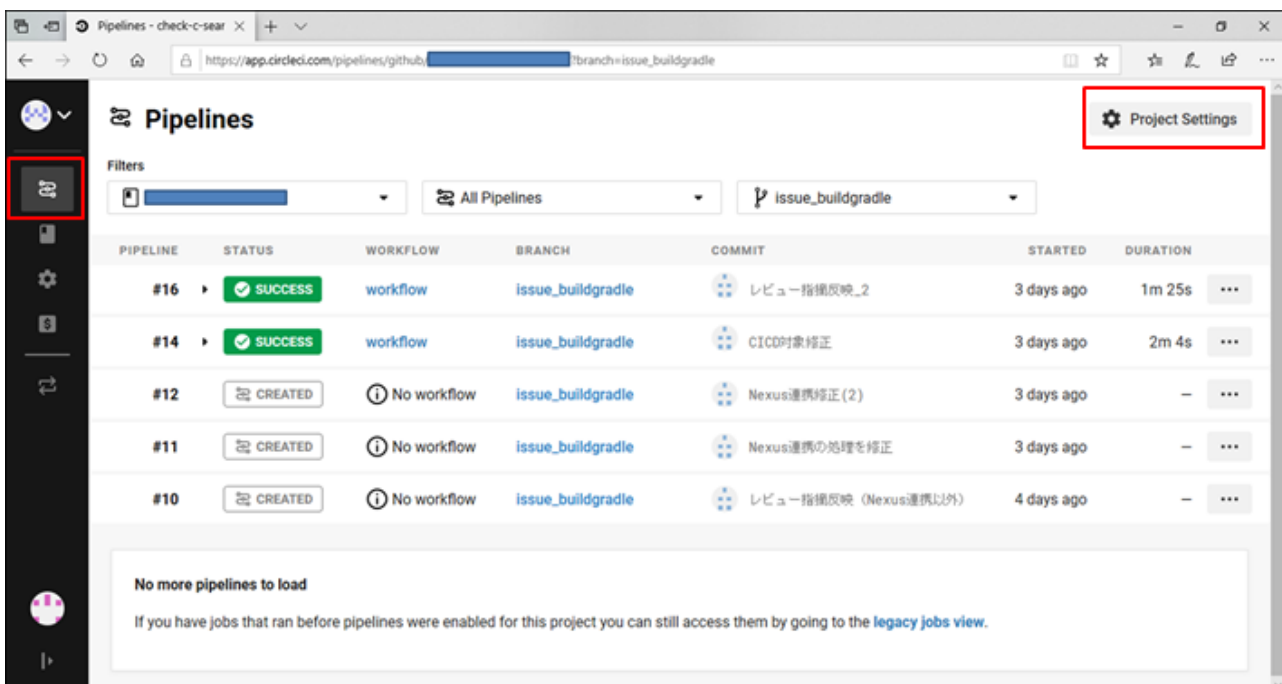 Pipelines - check-c-sear
https://app.circleci.com/pipelines/github/ ?branch=issue_buildgradle
Pipelines
Project Settings
Filters
All Pipelines
issue_buildgradle
PIPELINE STATUS WORKFLOW BRANCH COMMIT STARTED DURATION
#16 SUCCESS workflow issue_buildgradle レビュー指摘反映_2 3 days ago 1m 25s
#14 SUCCESS workflow issue_buildgradle CICD対象修正 3 days ago 2m 4s
#12 CREATED No workflow issue_buildgradle Nexus連携修正(2) 3 days ago –
#11 CREATED No workflow issue_buildgradle Nexus連携の処理を修正 3 days ago –
#10 CREATED No workflow issue_buildgradle レビュー指摘反映（Nexus連携以外） 4 days ago –
No more pipelines to load
If you have jobs that ran before pipelines were enabled for this project you can still access them by going to the legacy jobs view.